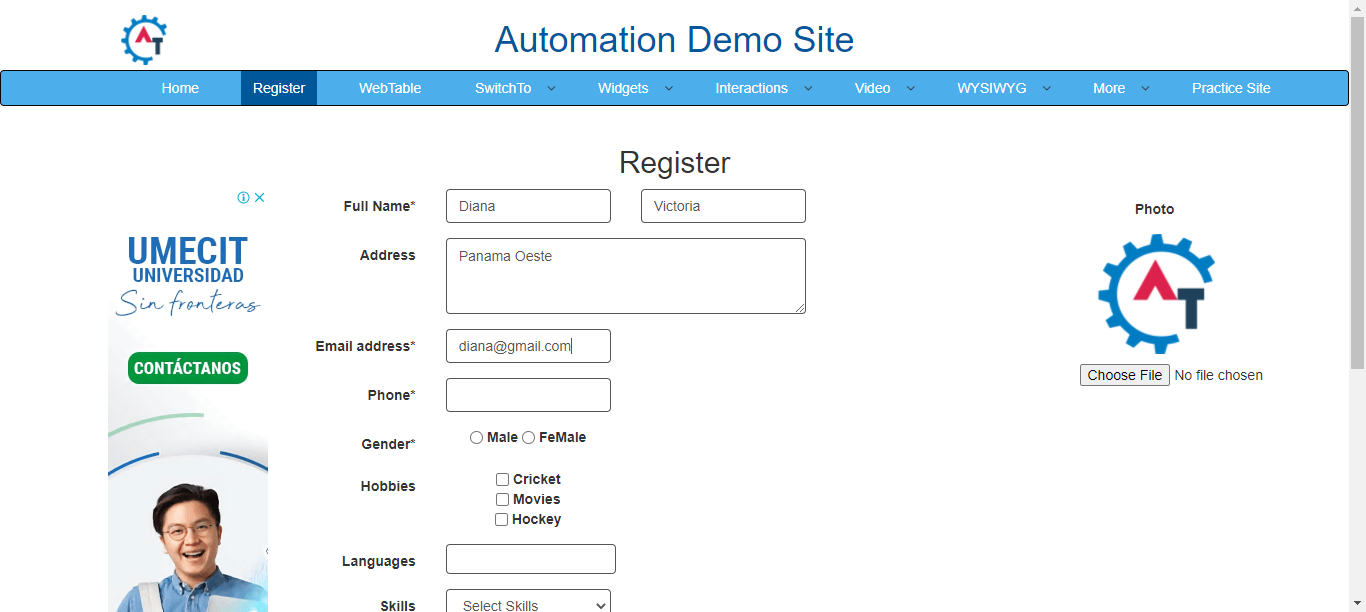 AT
Automation Demo Site
Home Register WebTable SwitchTo Widgets Interactions Video WYSIWYG More Practice Site
Register
UMECIT
UNIVERSIDAD
Sin fronteras
CONTÁCTANOS
Full Name* Diana Victoria
Address Panama Oeste
Email address* diana@gmail.com
Phone*
Gender* Male FeMale
Hobbies Cricket
Movies
Hockey
Languages
Skills Select Skills
Photo
AT
Choose File No file chosen